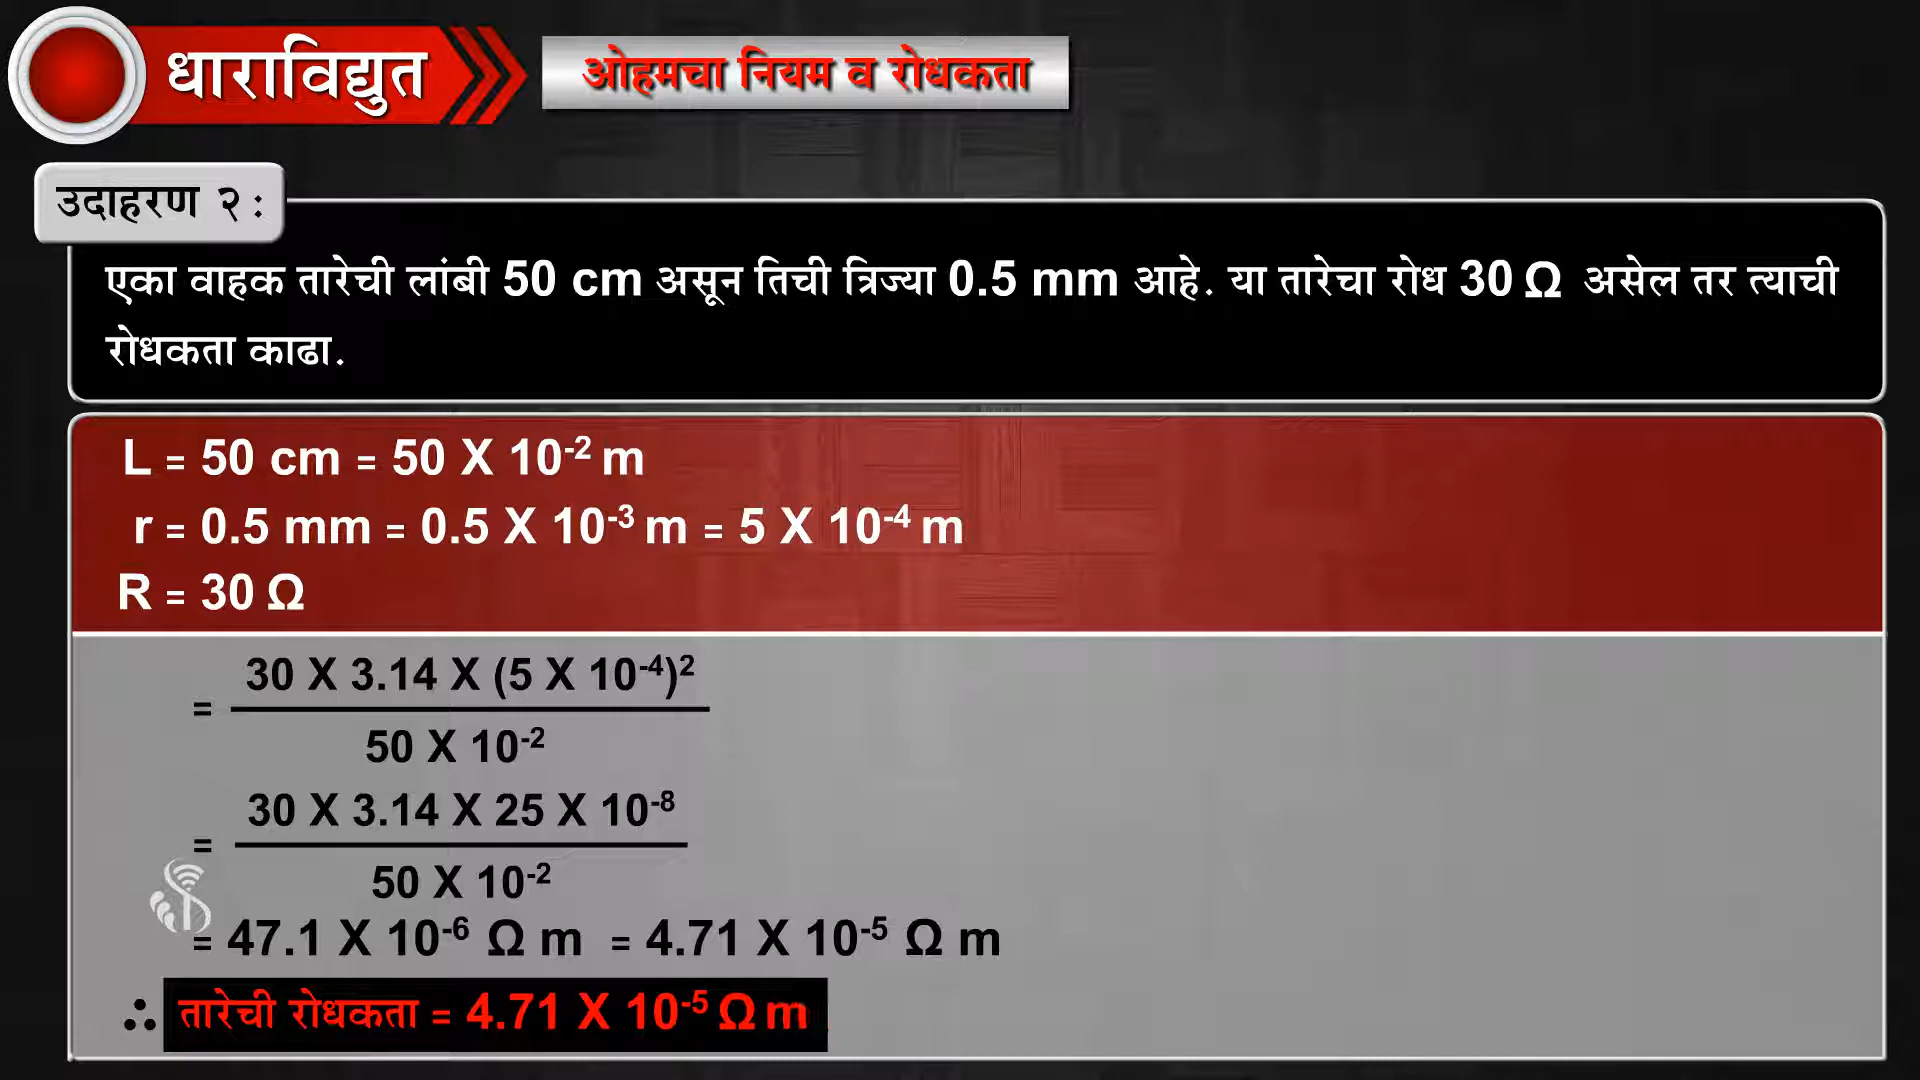 धाराविद्युत
ओहमचा नियम व रोधकता
उदाहरण २ :
एका वाहक तारेची लांबी 50 cm असून तिची त्रिज्या 0.5 mm आहे. या तारेचा रोध 30 Ω असेल तर त्याची
रोधकता काढा.
L = 50 cm = 50 X 10⁻² m
r = 0.5 mm = 0.5 X 10⁻³ m = 5 X 10⁻⁴ m
R = 30 Ω
30 X 3.14 X (5 X 10⁻⁴)²
=
50 X 10⁻²
30 X 3.14 X 25 X 10⁻⁸
=
50 X 10⁻²
= 47.1 X 10⁻⁶ Ω m = 4.71 X 10⁻⁵ Ω m
∴ तारेची रोधकता = 4.71 X 10⁻⁵ Ω m